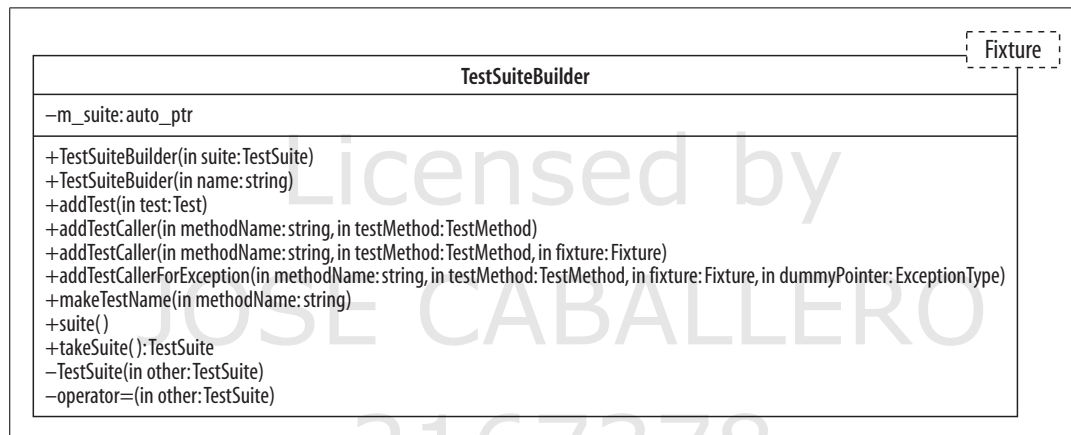 Fixture
TestSuiteBuilder
–m_suite: auto_ptr
+TestSuiteBuilder(in suite: TestSuite)
+TestSuiteBuider(in name: string)
+addTest(in test: Test)
+addTestCaller(in methodName: string, in testMethod: TestMethod)
+addTestCaller(in methodName: string, in testMethod: TestMethod, in fixture: Fixture)
+addTestCallerForException(in methodName: string, in testMethod: TestMethod, in fixture: Fixture, in dummyPointer: ExceptionType)
+makeTestName(in methodName: string)
+suite( )
+takeSuite( ): TestSuite
–TestSuite(in other: TestSuite)
–operator=(in other: TestSuite)
Licensed by
JOSE CABALLERO